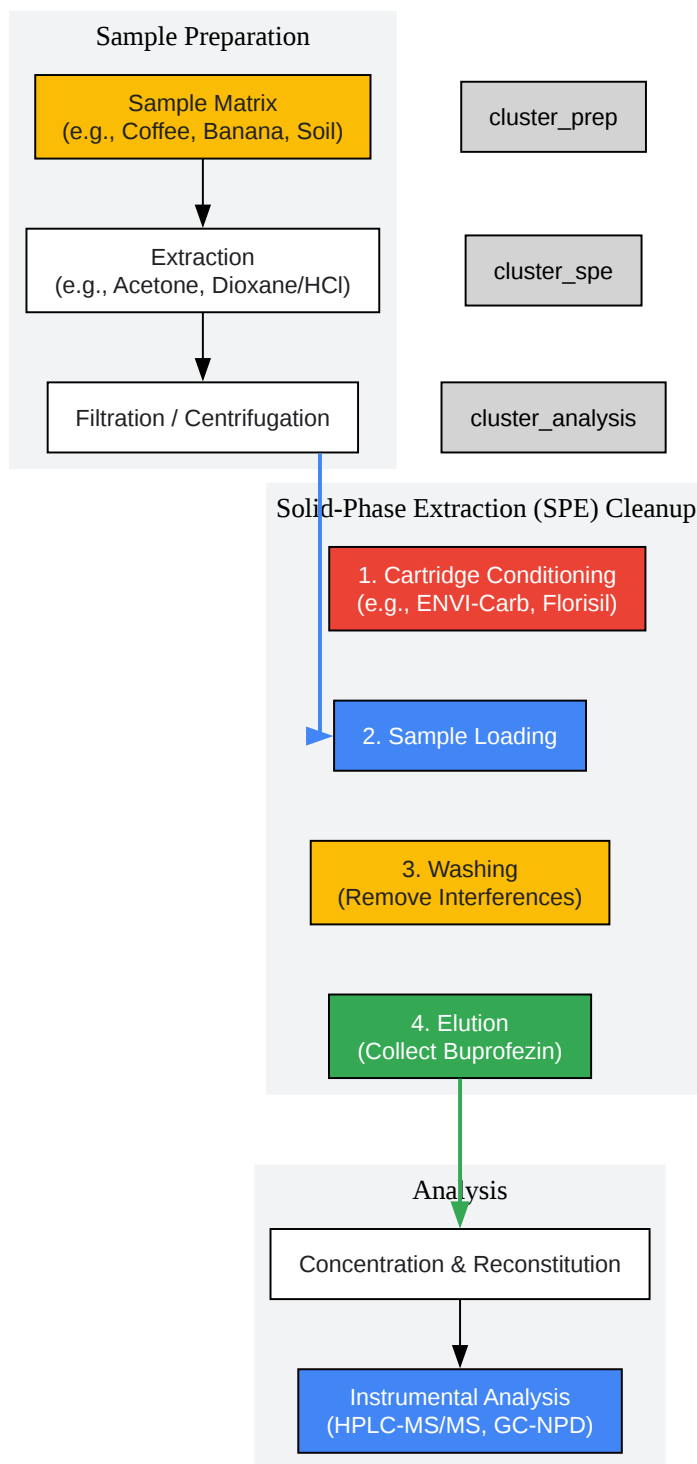 Sample Preparation
Sample Matrix
(e.g., Coffee, Banana, Soil)
cluster_prep
Extraction
(e.g., Acetone, Dioxane/HCl)
cluster_spe
Filtration / Centrifugation
cluster_analysis
Solid-Phase Extraction (SPE) Cleanup
1. Cartridge Conditioning
(e.g., ENVI-Carb, Florisil)
2. Sample Loading
3. Washing
(Remove Interferences)
4. Elution
(Collect Buprofezin)
Analysis
Concentration & Reconstitution
Instrumental Analysis
(HPLC-MS/MS, GC-NPD)